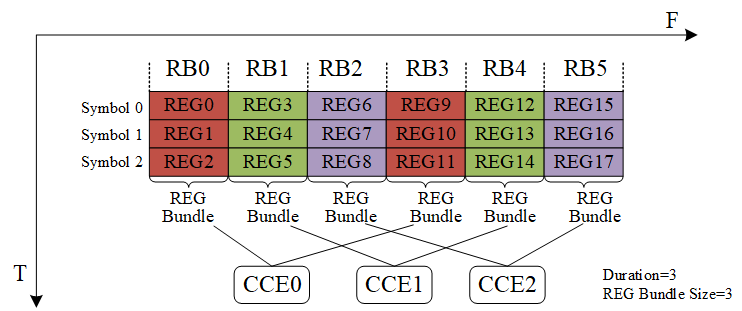 F
RB0 RB1 RB2 RB3 RB4 RB5
Symbol 0 REG0 REG3 REG6 REG9 REG12 REG15
Symbol 1 REG1 REG4 REG7 REG10 REG13 REG16
Symbol 2 REG2 REG5 REG8 REG11 REG14 REG17
REG REG REG REG REG REG
Bundle Bundle Bundle Bundle Bundle Bundle
T
CCE0 CCE1 CCE2
Duration=3
REG Bundle Size=3